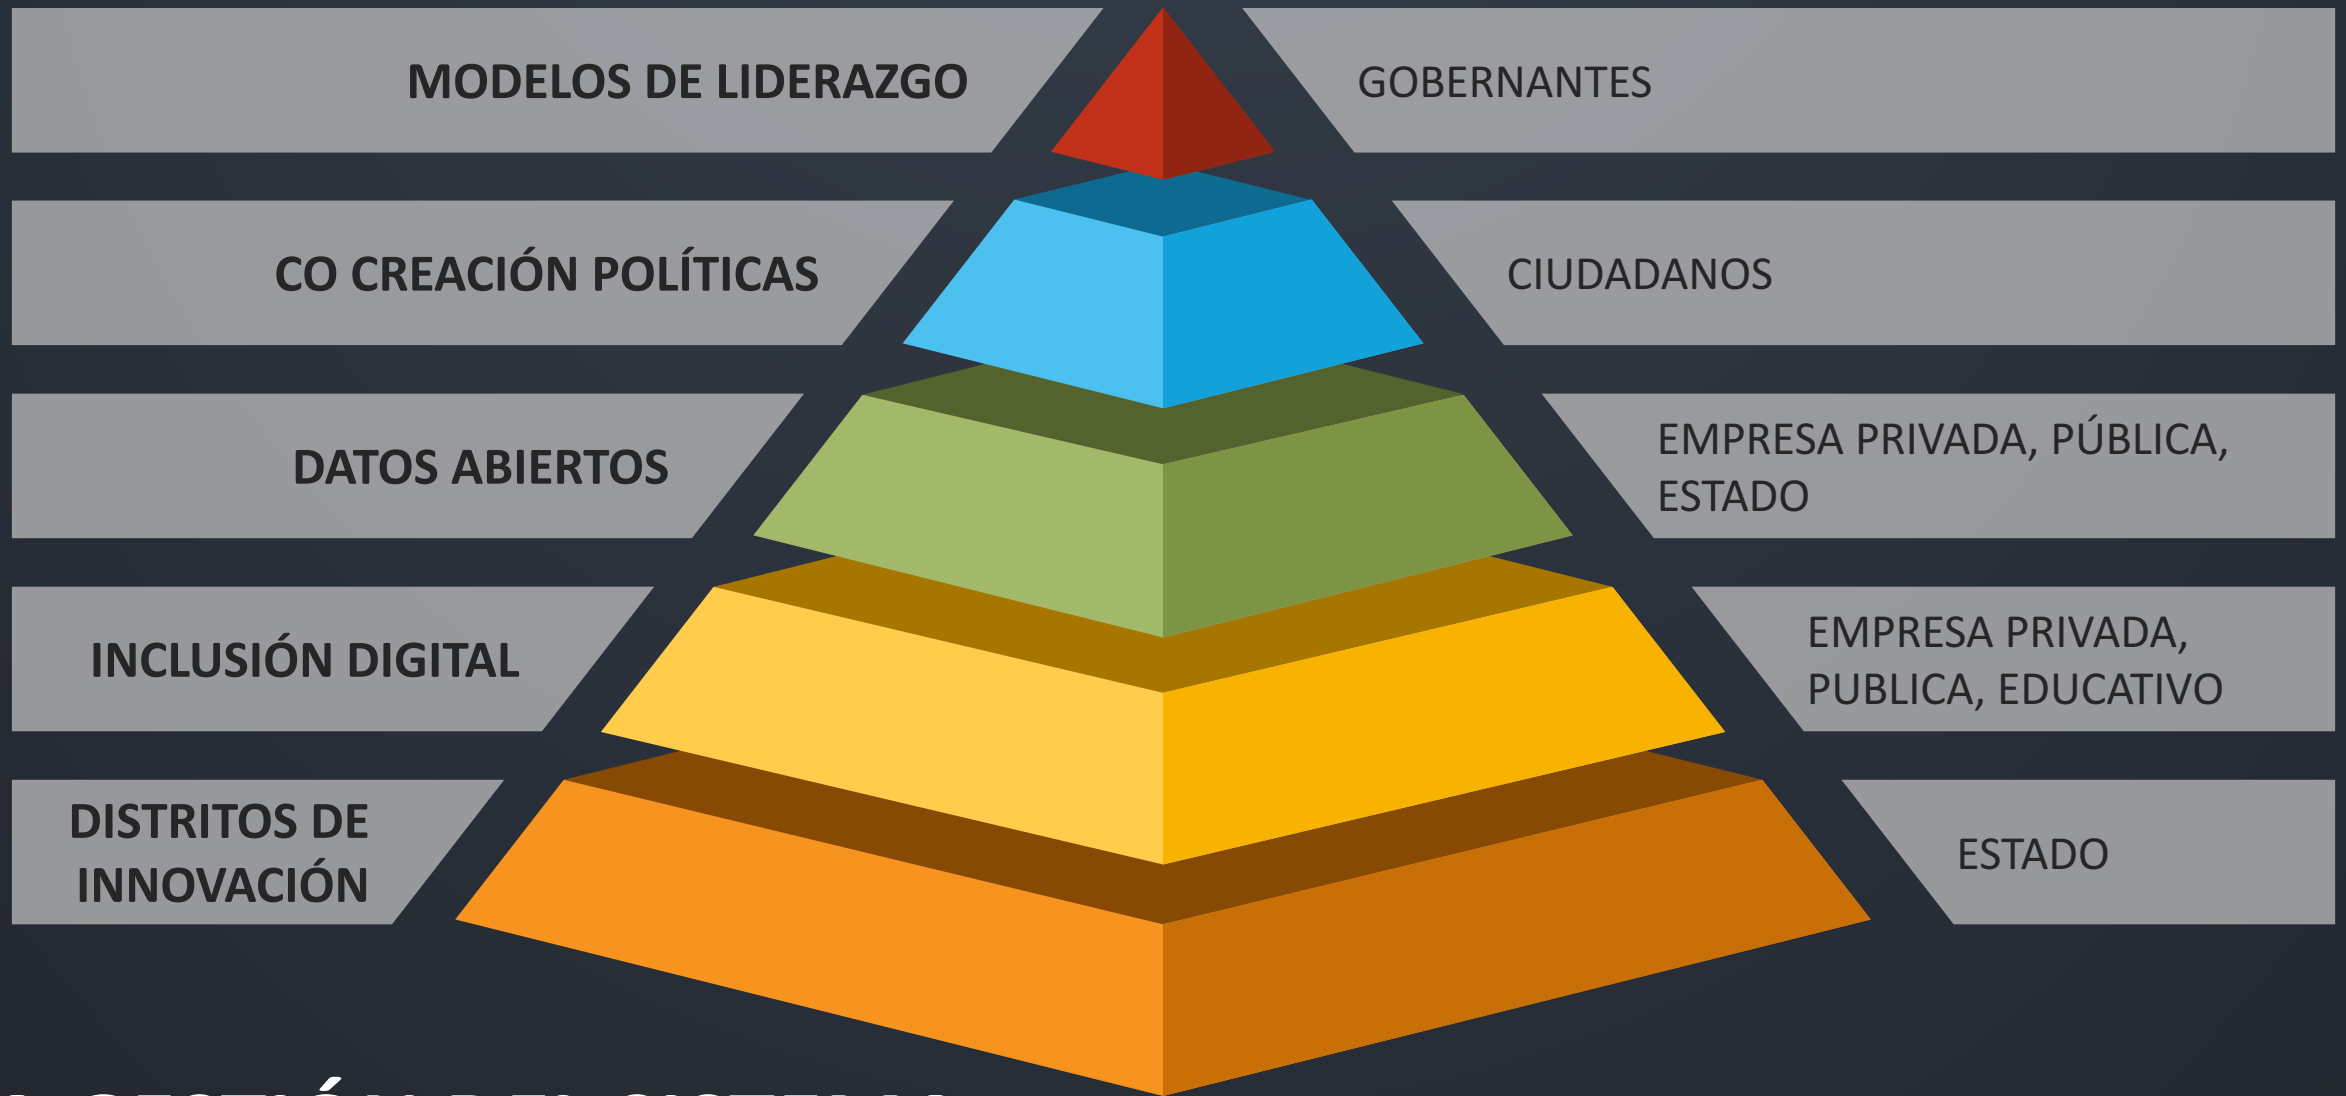 MODELOS DE LIDERAZGO
GOBERNANTES
CO CREACIÓN POLÍTICAS
CIUDADANOS
DATOS ABIERTOS
EMPRESA PRIVADA, PÚBLICA,
ESTADO
INCLUSIÓN DIGITAL
EMPRESA PRIVADA,
PUBLICA, EDUCATIVO
DISTRITOS DE
INNOVACIÓN
ESTADO